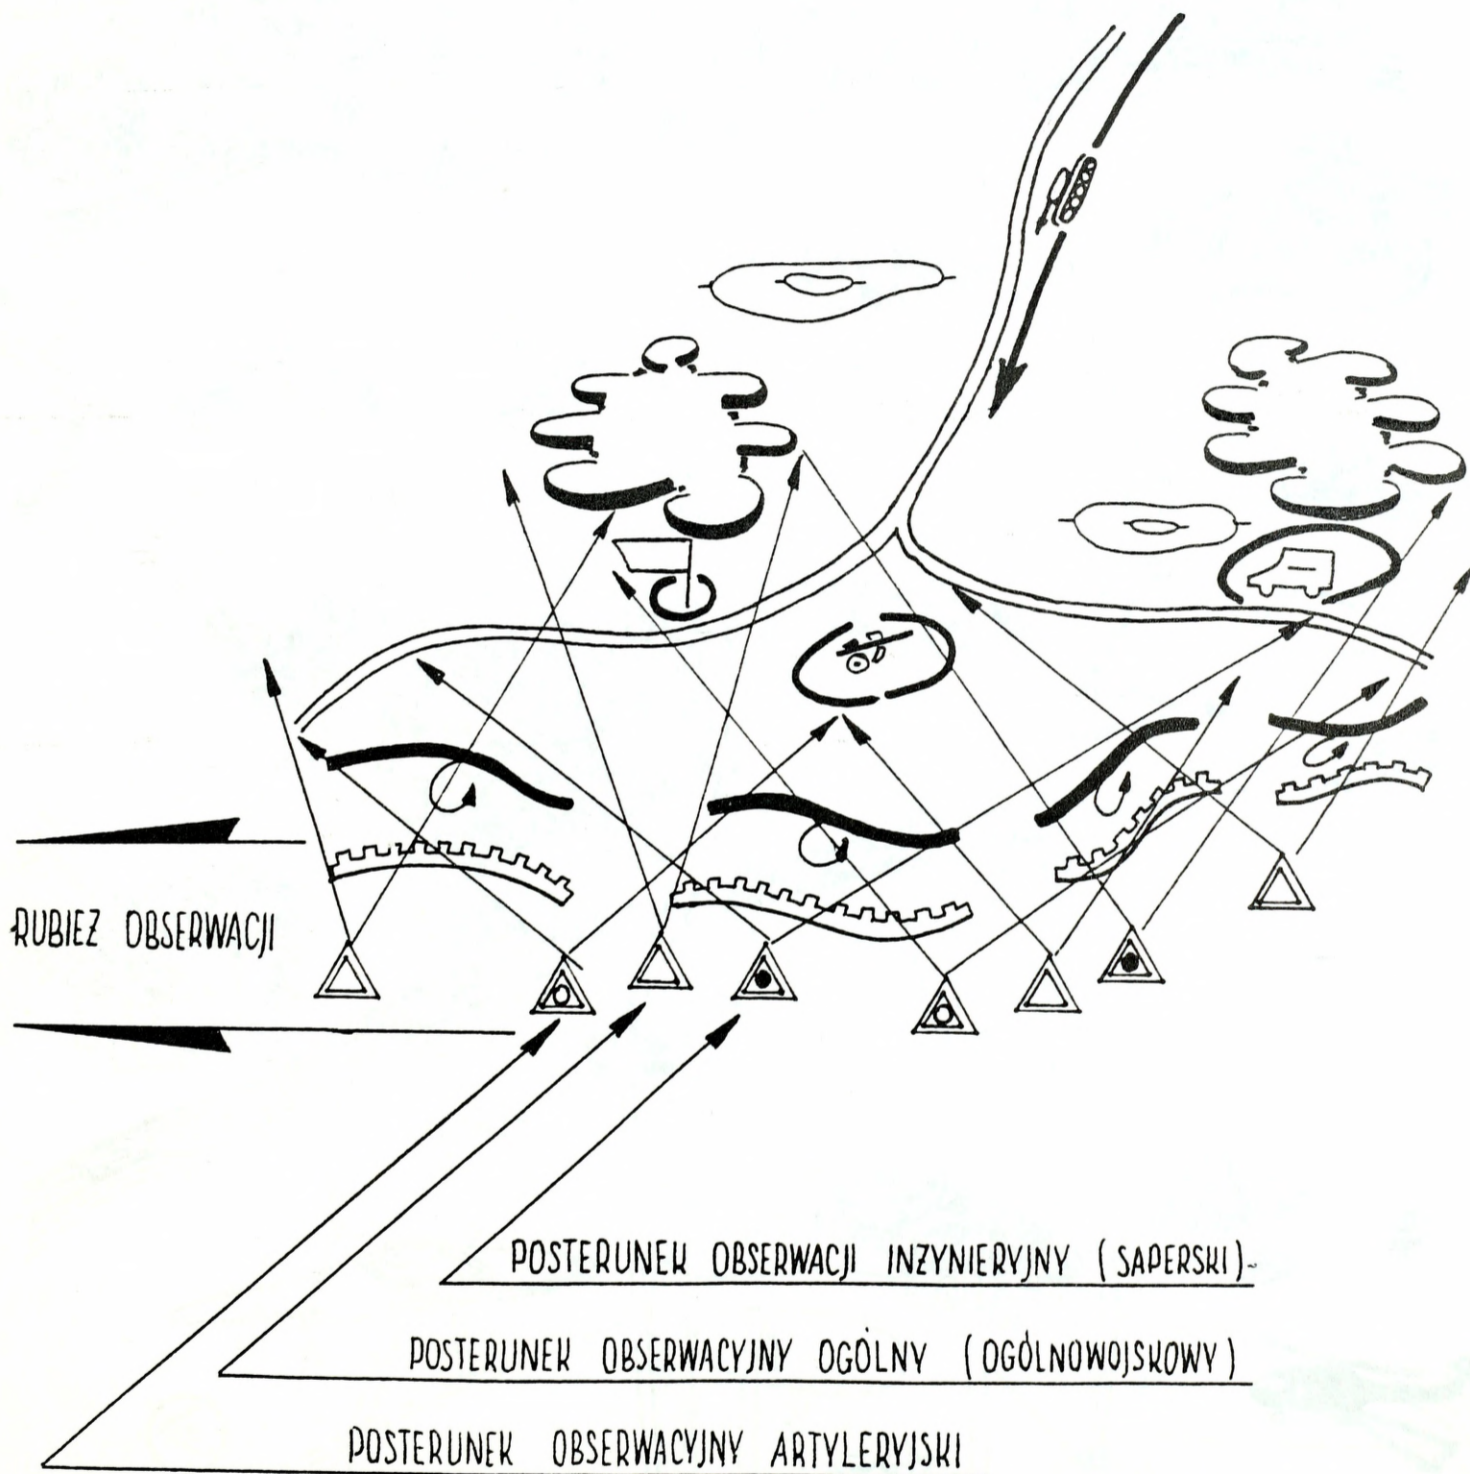 RUBIEZ OBSERWACJI
POSTERUNEK OBSERWACJI INZYNIERYJNY (SAPERSKI)-
POSTERUNEK OBSERWACYJNY OGÓLNY (OGÓLNOWOJSKOWY)
POSTERUNEK OBSERWACYJNY ARTYLERYJSKI